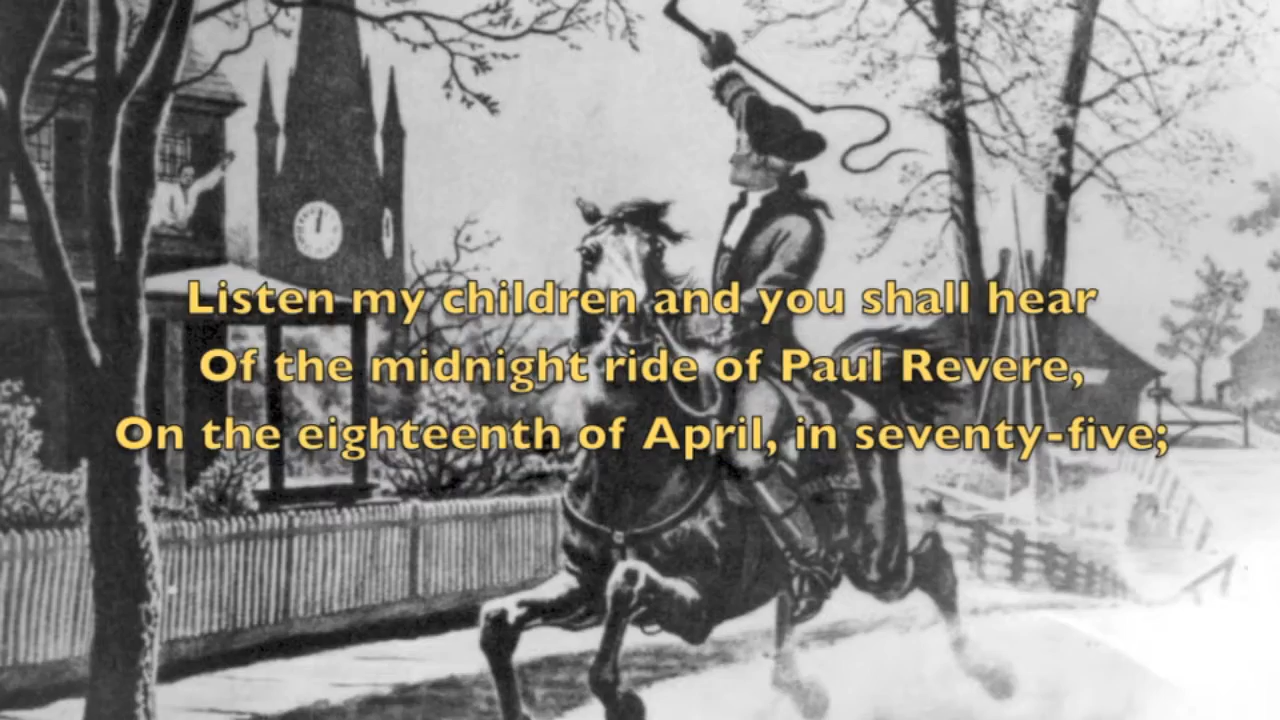 Listen my children and you shall hear
Of the midnight ride of Paul Revere,
On the eighteenth of April, in seventy-five;